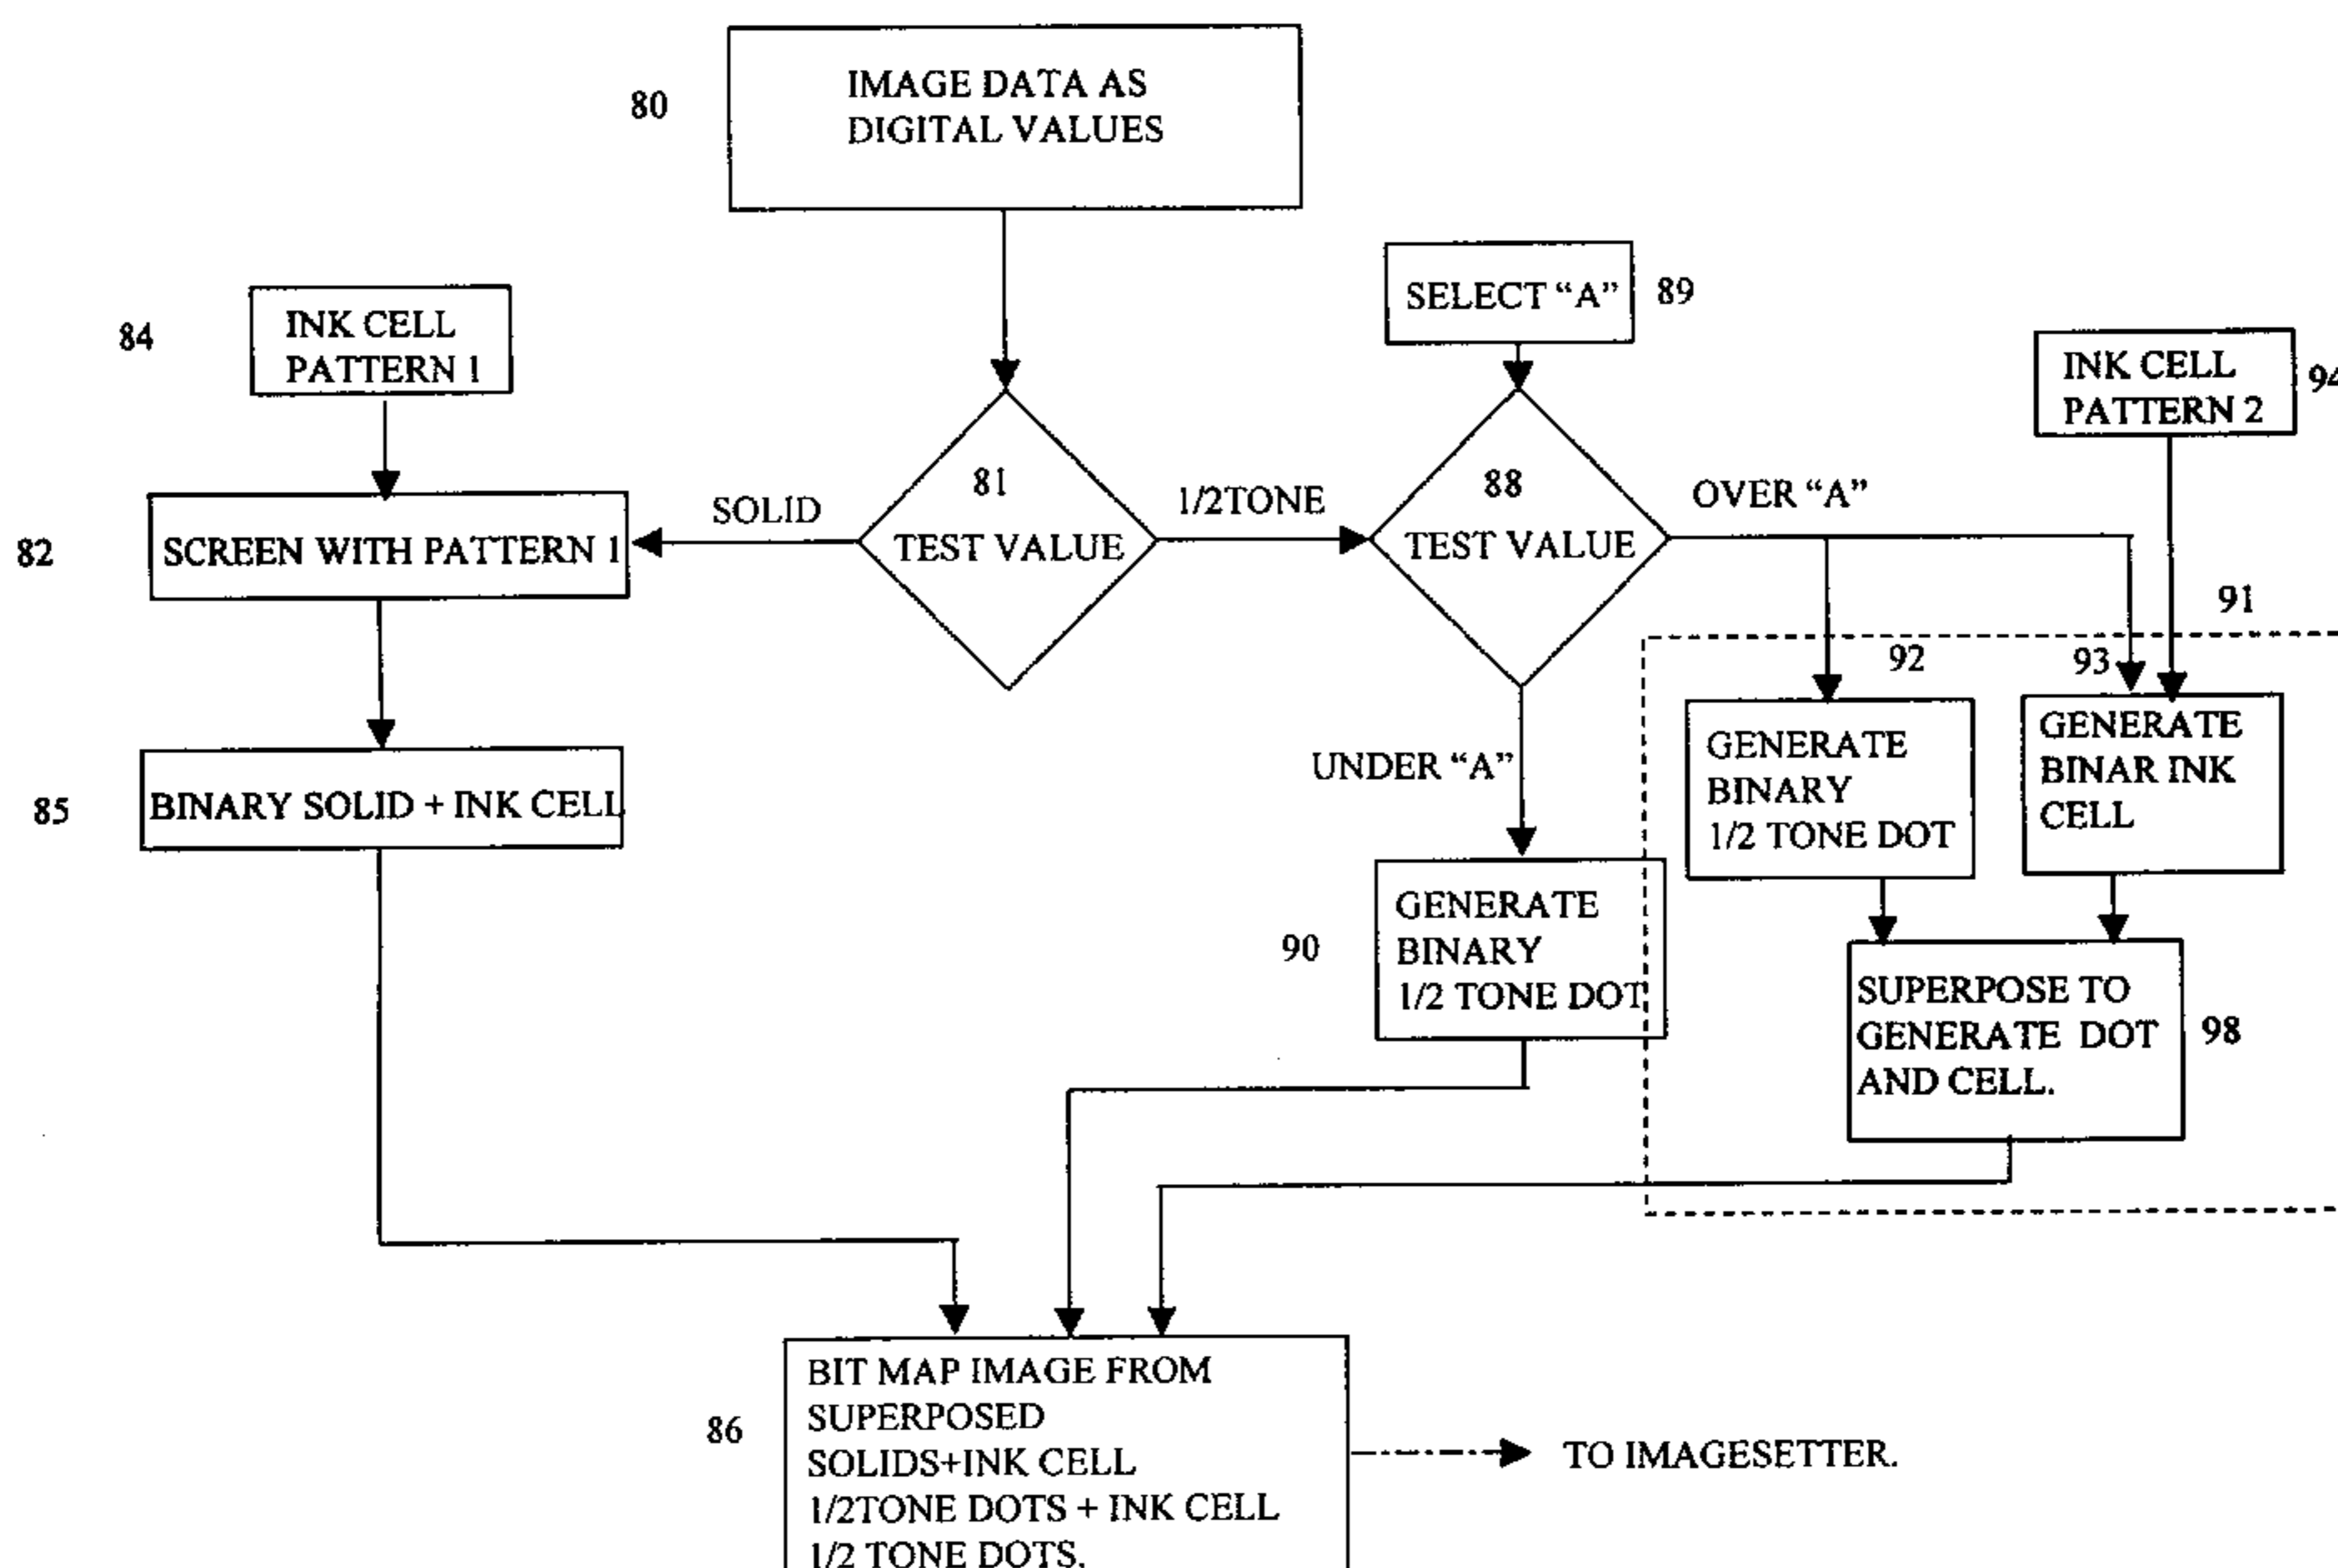 80
IMAGE DATA AS
DIGITAL VALUES
84
INK CELL
PATTERN 1
SELECT “A”
89
INK CELL
PATTERN 2
94
82
SCREEN WITH PATTERN 1
SOLID
81
TEST VALUE
1/2TONE
88
TEST VALUE
OVER “A”
91
92
93
85
BINARY SOLID + INK CELL
UNDER “A”
GENERATE
BINARY
1/2 TONE DOT
GENERATE
BINAR INK
CELL
90
GENERATE
BINARY
1/2 TONE DOT
SUPERPOSE TO
GENERATE DOT
AND CELL.
98
86
BIT MAP IMAGE FROM
SUPERPOSED
SOLIDS+INK CELL
1/2TONE DOTS + INK CELL
1/2 TONE DOTS.
TO IMAGESETTER.